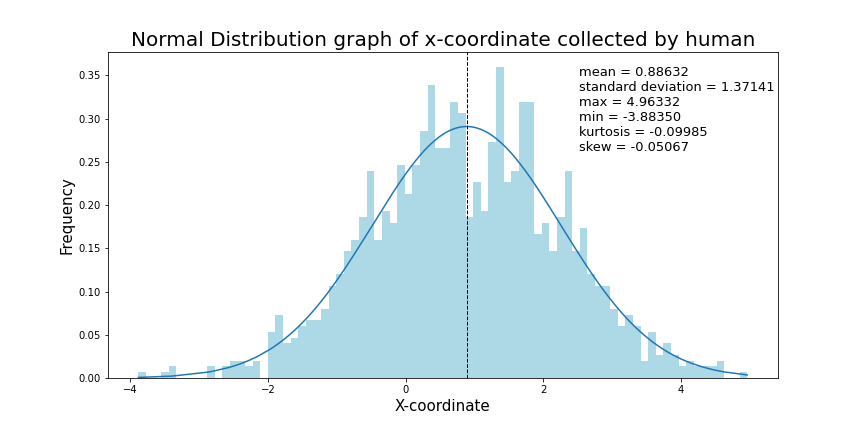 Normal Distribution graph of x-coordinate collected by human
mean = 0.88632
standard deviation = 1.37141
max = 4.96332
min = -3.88350
kurtosis = -0.09985
skew = -0.05067
Frequency
0.35
0.30
0.25
0.20
0.15
0.10
0.05
0.00
−4
−2
0
2
4
X-coordinate